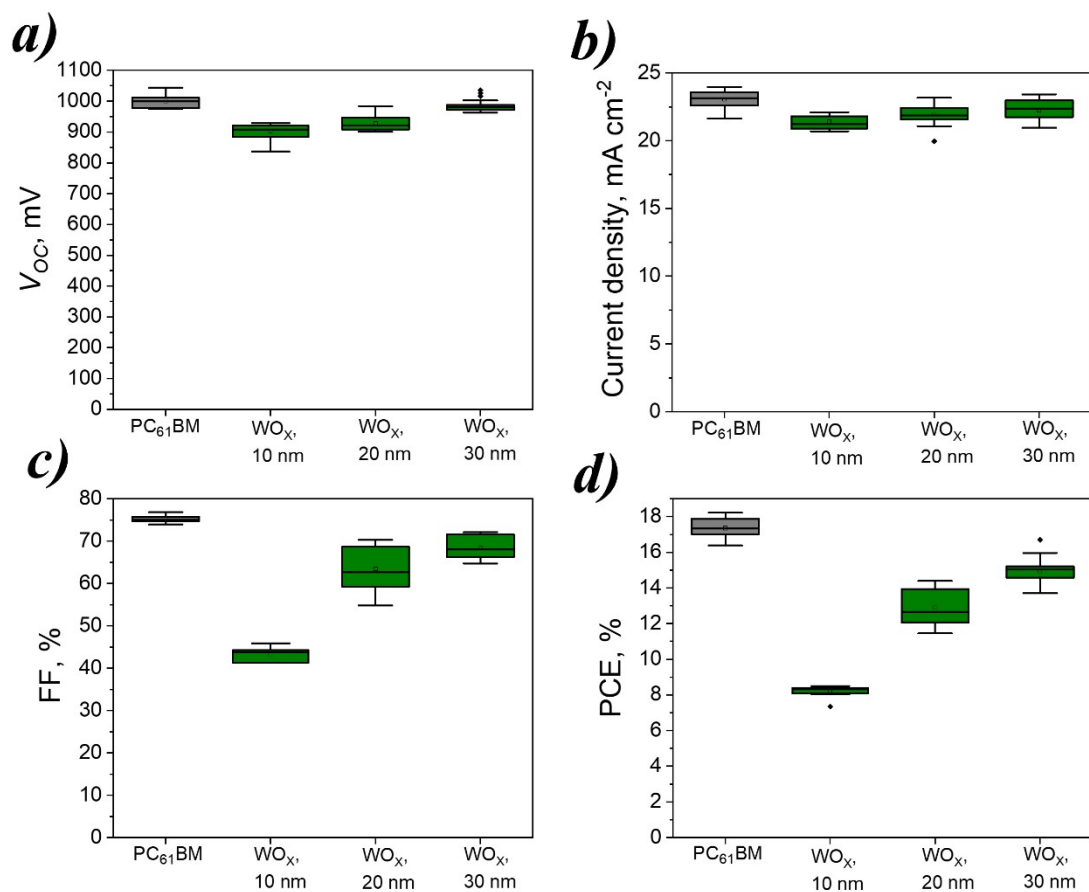 a)
V_OC, mV
1100
1000
900
800
700
600
500
400
300
200
100
0
PC₆₁BM
WOₓ, 10 nm
WOₓ, 20 nm
WOₓ, 30 nm
b)
Current density, mA cm⁻²
25
20
15
10
5
0
PC₆₁BM
WOₓ, 10 nm
WOₓ, 20 nm
WOₓ, 30 nm
c)
FF, %
80
70
60
50
40
30
20
10
0
PC₆₁BM
WOₓ, 10 nm
WOₓ, 20 nm
WOₓ, 30 nm
d)
PCE, %
18
16
14
12
10
8
6
4
2
0
PC₆₁BM
WOₓ, 10 nm
WOₓ, 20 nm
WOₓ, 30 nm